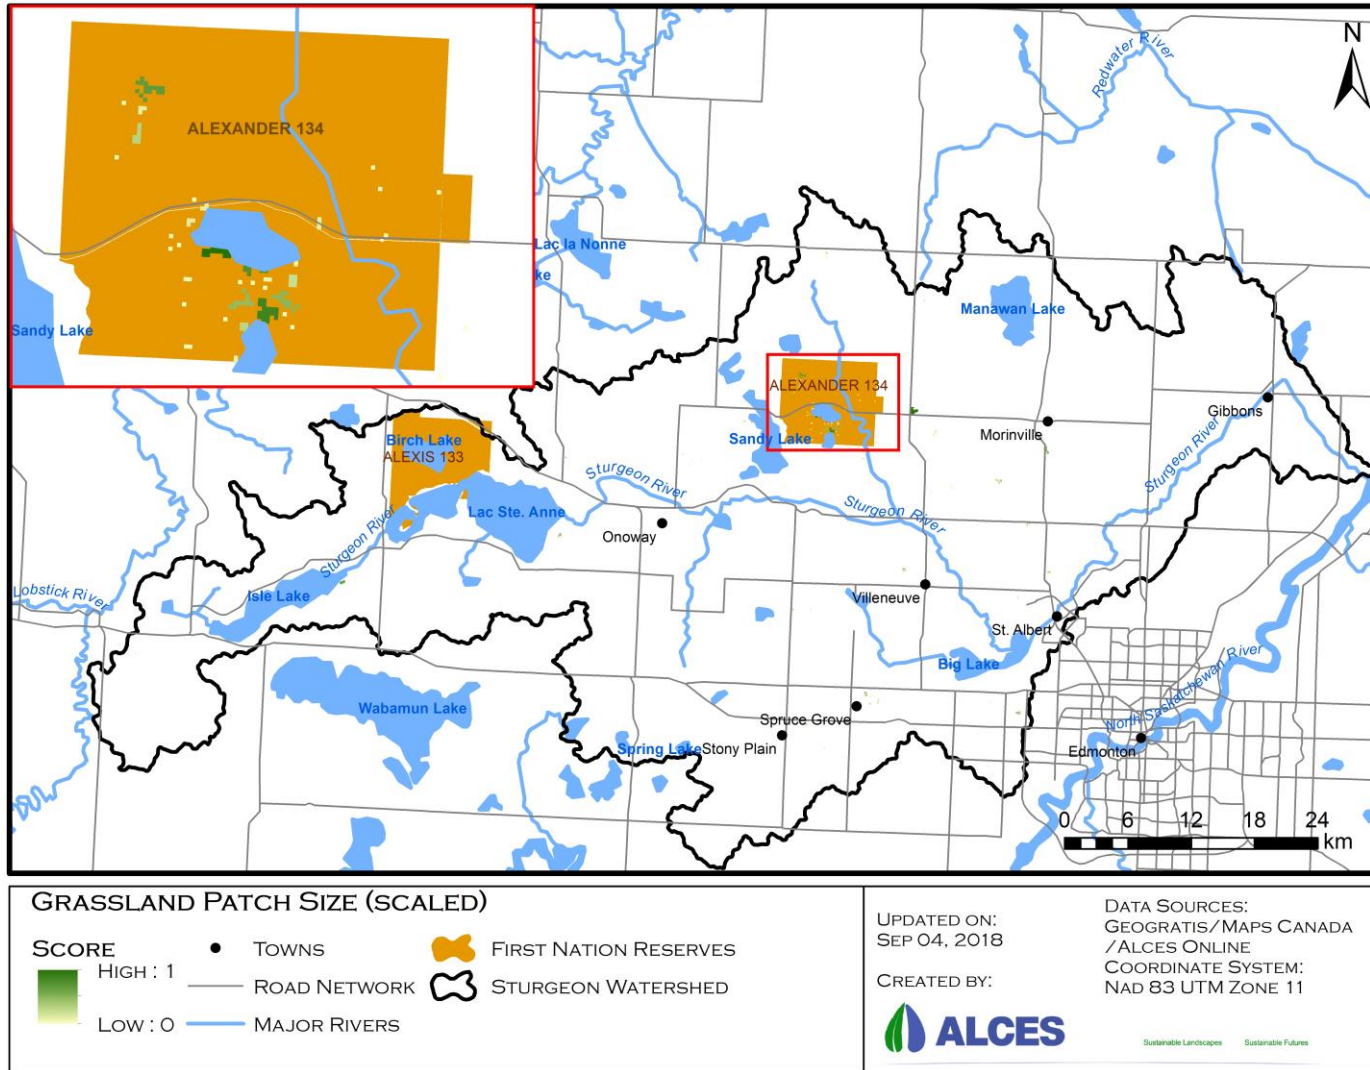 ALEXANDER 134
Sandy Lake
N
Redwater River
Lac la Nonne
ke
Manawan Lake
ALEXANDER 134
Sandy Lake
Morinville
Gibbons
Sturgeon River
Birch Lake
ALEXIS 133
Sturgeon River
Lac Ste. Anne
Onoway
Sturgeon River
Sturgeon River
Isle Lake
Lobstick River
Villeneuve
St. Albert
Big Lake
Wabamun Lake
Spruce Grove
Spring Lake
Stony Plain
North Saskatchewan River
Edmonton
0 6 12 18 24
km
GRASSLAND PATCH SIZE (SCALED)
SCORE
HIGH : 1
LOW : 0
TOWNS
ROAD NETWORK
MAJOR RIVERS
FIRST NATION RESERVES
STURGEON WATERSHED
UPDATED ON:
SEP 04, 2018
CREATED BY:
ALCES
Sustainable Landscapes Sustainable Futures
DATA SOURCES:
GEOGRATIS/MAPS CANADA
/ALCES ONLINE
COORDINATE SYSTEM:
NAD 83 UTM ZONE 11